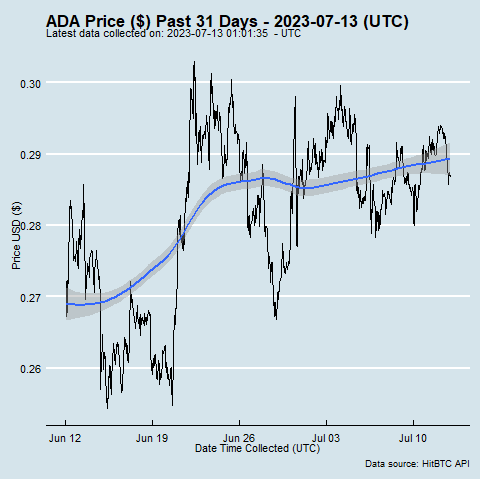 ADA Price ($) Past 31 Days - 2023-07-13 (UTC)
Latest data collected on: 2023-07-13 01:01:35 - UTC
0.30
0.29
0.28
0.27
0.26
Price USD ($)
Jun 12
Jun 19
Jun 26
Jul 03
Jul 10
Date Time Collected (UTC)
Data source: HitBTC API